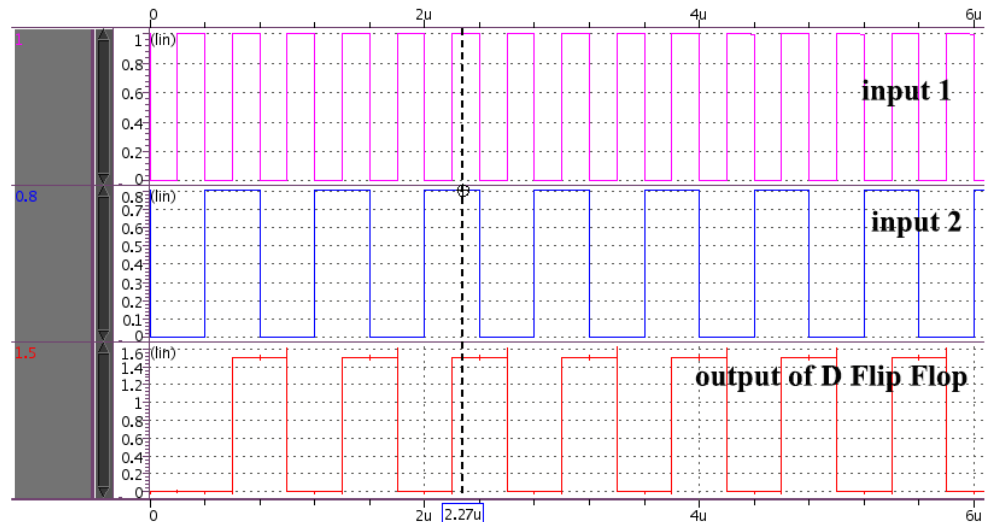 0 2u 4u 6u
1 1 (lin)
0.8
0.6
0.4
0.2
0
input 1
0.8 0.8 (lin)
0.7
0.6
0.5
0.4
0.3
0.2
0.1
0
input 2
1.5 1.6 (lin)
1.4
1.2
1
0.8
0.6
0.4
0.2
0
output of D Flip Flop
0 2u 2.27u 4u 6u